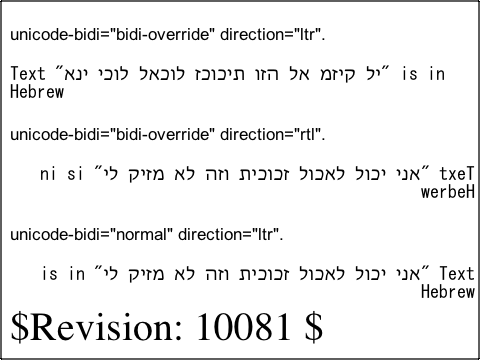 unicode-bidi="bidi-override" direction="ltr".
Text "יל קיזמ אל הזו תיכוכז לוכאל לוכי ינא" is in
Hebrew
unicode-bidi="bidi-override" direction="rtl".
txeT "אני יכול לאכול זכוכית וזה לא מזיק לי" ni si
werbeH
unicode-bidi="normal" direction="ltr".
Text "אני יכול לאכול זכוכית וזה לא מזיק לי" is in
Hebrew
$Revision: 10081 $